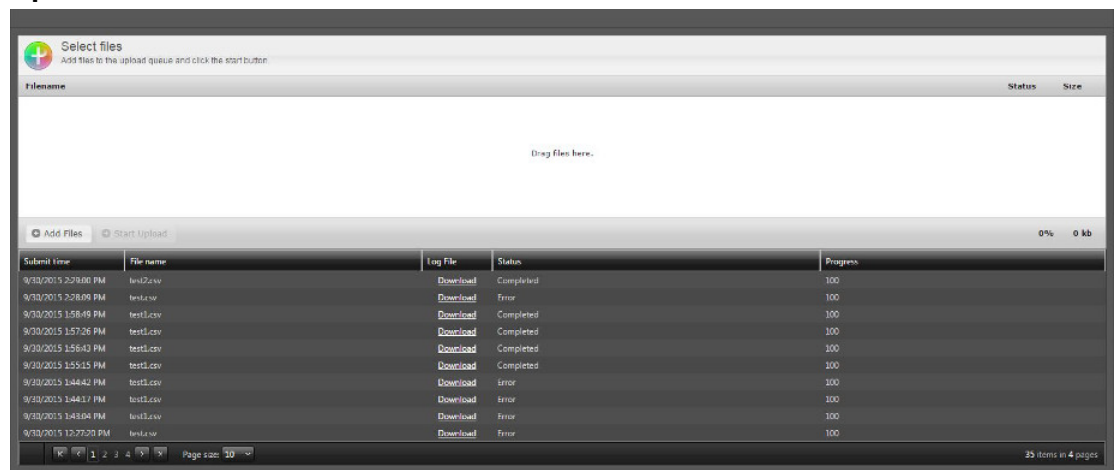 Select files
Add files to the upload queue and click the start button
Filename Status Size
Drag files here.
Add Files Start Upload 0% 0 kb
Submit time File name Log File Status Progress
9/30/2015 2:29:00 PM test2.csv Download Completed 100
9/30/2015 2:28:09 PM test.csv Download Error 100
9/30/2015 1:58:49 PM test1.csv Download Completed 100
9/30/2015 1:57:26 PM test1.csv Download Completed 100
9/30/2015 1:56:43 PM test1.csv Download Completed 100
9/30/2015 1:55:15 PM test1.csv Download Completed 100
9/30/2015 1:44:42 PM test1.csv Download Error 100
9/30/2015 1:44:17 PM test1.csv Download Error 100
9/30/2015 1:43:04 PM test1.csv Download Error 100
9/30/2015 12:27:20 PM test.csv Download Error 100
1 2 3 4 Page size: 10 35 items in 4 pages